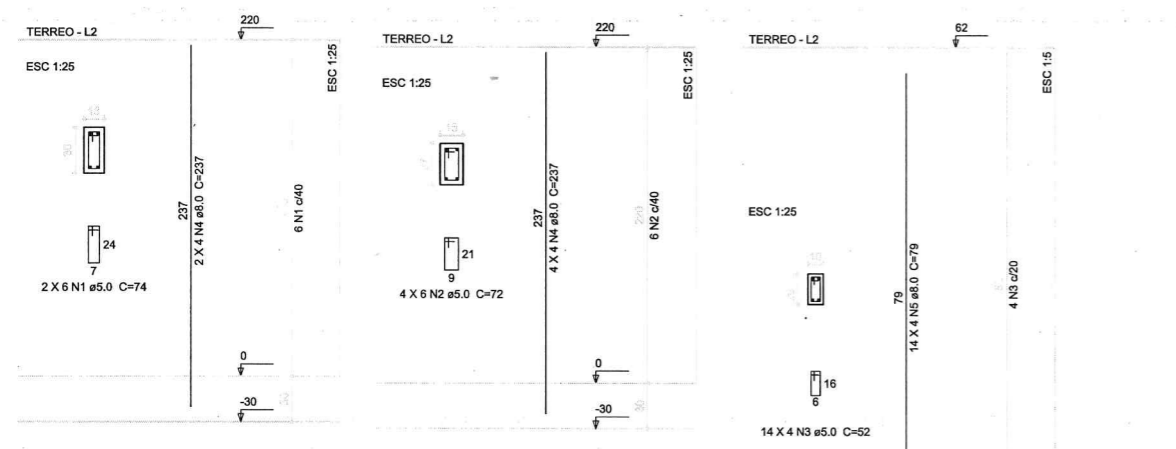 TERREO - L2
220
ESC 1:25
ESC 1:25
30
237
2 X 4 N4 ø8.0 C=237
6 N1 c/40
24
7
2 X 6 N1 ø5.0 C=74
0
-30
30
TERREO - L2
220
ESC 1:25
ESC 1:25
15
237
4 X 4 N4 ø8.0 C=237
220
6 N2 c/40
21
9
4 X 6 N2 ø5.0 C=72
0
-30
30
TERREO - L2
62
ESC 1:5
ESC 1:25
79
14 X 4 N5 ø8.0 C=79
4 N3 c/20
16
6
14 X 4 N3 ø5.0 C=52